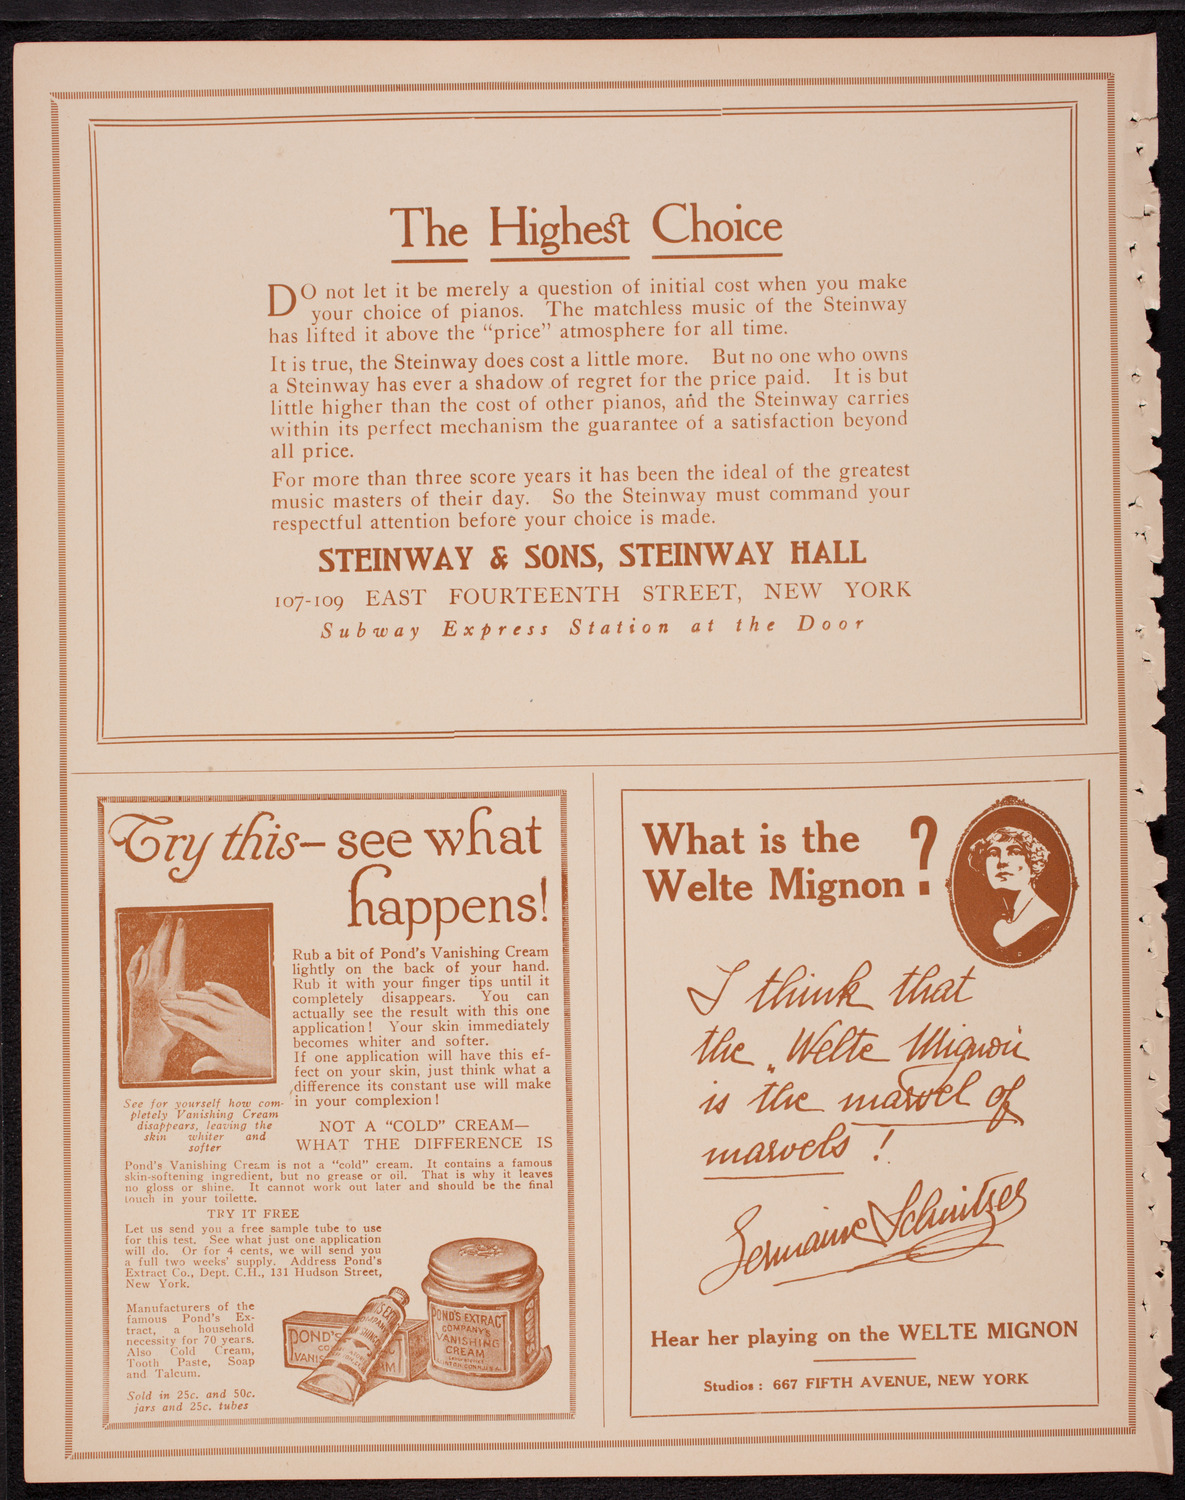 The Highest Choice
DO not let it be merely a question of initial cost when you make
your choice of pianos. The matchless music of the Steinway
has lifted it above the “price” atmosphere for all time.
It is true, the Steinway does cost a little more. But no one who owns
a Steinway has ever a shadow of regret for the price paid. It is but
little higher than the cost of other pianos, and the Steinway carries
within its perfect mechanism the guarantee of a satisfaction beyond
all price.
For more than three score years it has been the ideal of the greatest
music masters of their day. So the Steinway must command your
respectful attention before your choice is made.
STEINWAY & SONS, STEINWAY HALL
107-109 EAST FOURTEENTH STREET, NEW YORK
Subway Express Station at the Door
Try this–see what
happens!
Rub a bit of Pond's Vanishing Cream
lightly on the back of your hand.
Rub it with your finger tips until it
completely disappears. You can
actually see the result with this one
application! Your skin immediately
becomes whiter and softer.
If one application will have this ef-
fect on your skin, just think what a
difference its constant use will make
in your complexion!
See for yourself how com-
pletely Vanishing Cream
disappears, leaving the
skin whiter and
softer
NOT A “COLD” CREAM—
WHAT THE DIFFERENCE IS
Pond's Vanishing Cream is not a “cold” cream. It contains a famous
skin-softening ingredient, but no grease or oil. That is why it leaves
no gloss or shine. It cannot work out later and should be the final
touch in your toilette.
TRY IT FREE
Let us send you a free sample tube to use
for this test. See what just one application
will do. Or for 4 cents, we will send you
a full two weeks' supply. Address Pond's
Extract Co., Dept. C.H., 131 Hudson Street,
New York.
Manufacturers of the
famous Pond's Ex-
tract, a household
necessity for 70 years.
Also Cold Cream,
Tooth Paste, Soap
and Talcum.
Sold in 25c. and 50c.
jars and 25c. tubes
POND'S
VANIS
POND'S EXTRACT
COMPANY'S
VANISHING
CREAM
What is the
Welte Mignon?
I think that
the „Welte Mignon
is the marvel of
marvels!
Germaine Schnitzer
Hear her playing on the WELTE MIGNON
Studios: 667 FIFTH AVENUE, NEW YORK